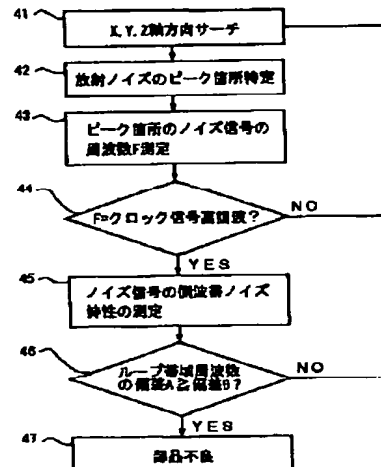 41
X,Y,Z軸方向サーチ
42
放射ノイズのピーク箇所特定
43
ピーク箇所のノイズ信号の
周波数F測定
44
F=クロック信号高調波?
NO
YES
45
ノイズ信号の側波帯ノイズ
特性の測定
46
ループ帯域周波数
の偏差A≧偏差B?
NO
YES
47
部品不良